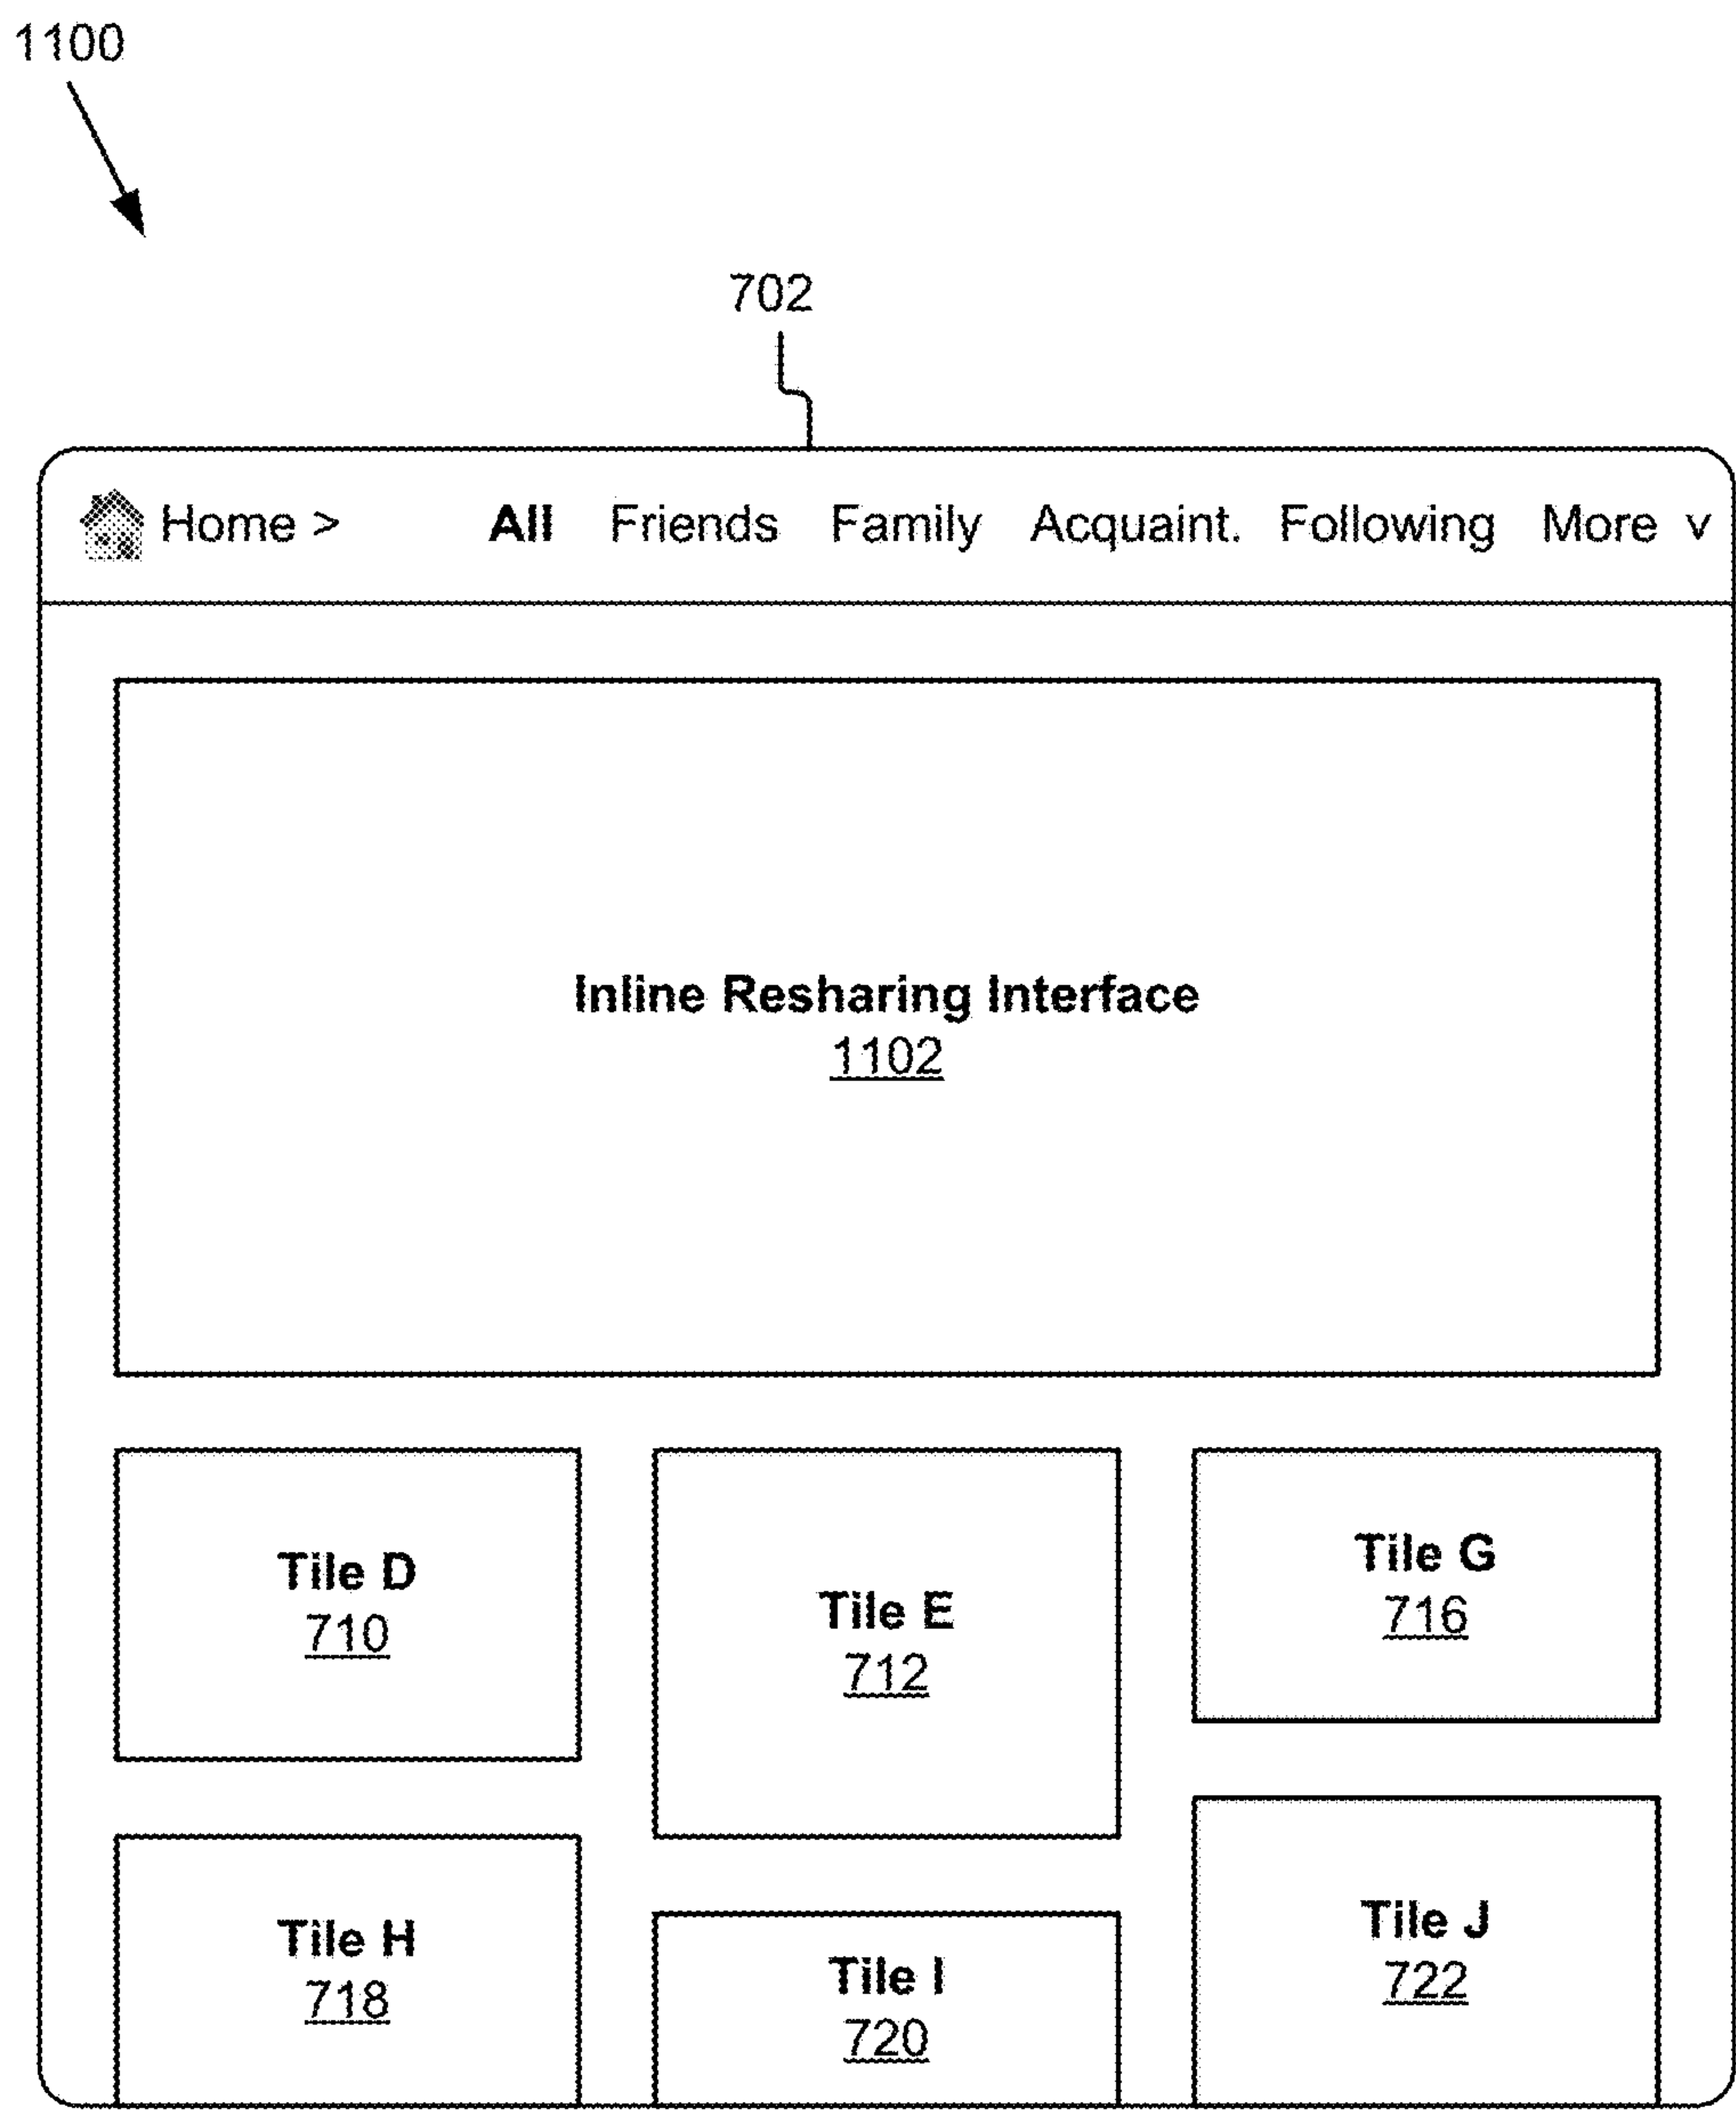 1100
702
Home > All Friends Family Acquaint. Following More v
Inline Resharing Interface
1102
Tile D
710
Tile E
712
Tile G
716
Tile H
718
Tile I
720
Tile J
722